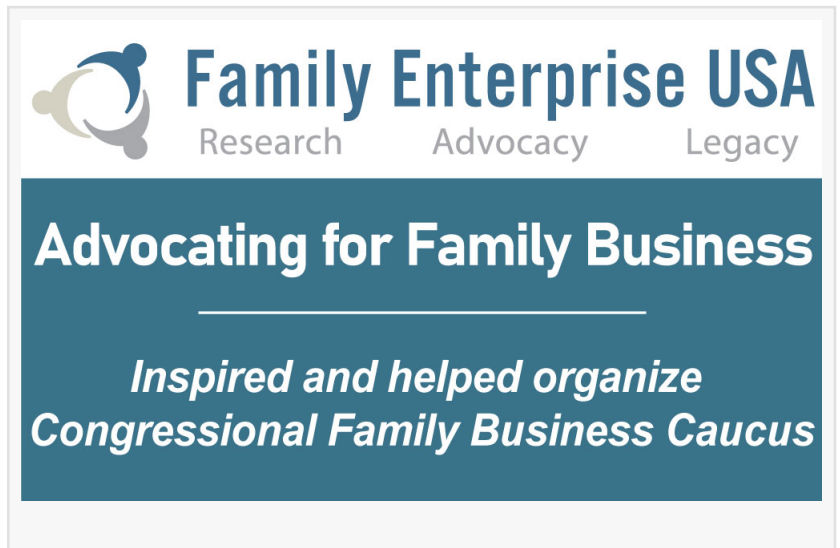 Family Enterprise USA
Research Advocacy Legacy
Advocating for Family Business
Inspired and helped organize
Congressional Family Business Caucus